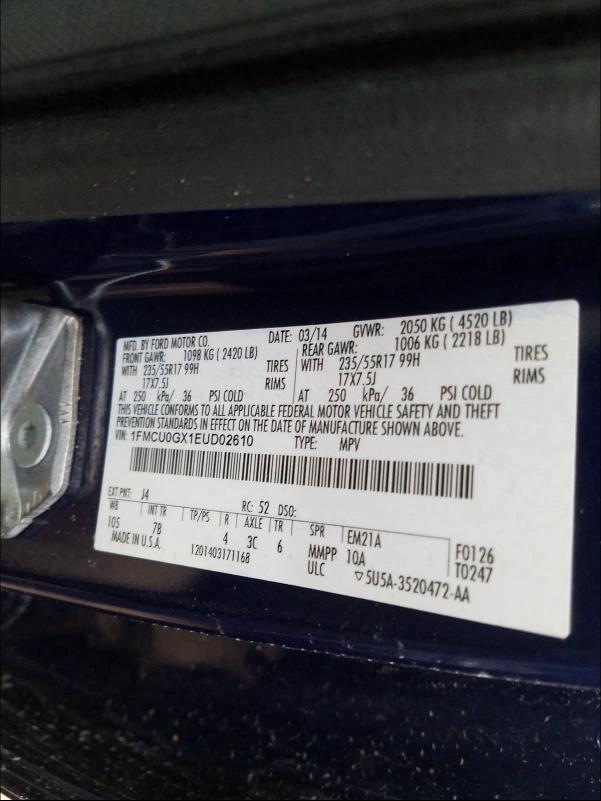 MFD. BY FORD MOTOR CO. DATE: 03/14 GVWR: 2050 KG ( 4520 LB)
FRONT GAWR: 1098 KG ( 2420 LB) REAR GAWR: 1006 KG ( 2218 LB)
WITH 235/55R17 99H TIRES WITH 235/55R17 99H TIRES
17X7.5J RIMS 17X7.5J RIMS
AT 250 kPa/ 36 PSI COLD AT 250 kPa/ 36 PSI COLD
THIS VEHICLE CONFORMS TO ALL APPLICABLE FEDERAL MOTOR VEHICLE SAFETY AND THEFT
PREVENTION STANDARDS IN EFFECT ON THE DATE OF MANUFACTURE SHOWN ABOVE.
VIN: 1FMCU0GX1EUD02610 TYPE: MPV
EXT PNT: J4 RC: 52 DSO:
WB INT TR TP/PS R AXLE TR SPR EM21A F0126
105 7B 4 3C 6 MMPP 10A T0247
MADE IN U.S.A. 1201403171168 ULC ▽5U5A-3520472-AA